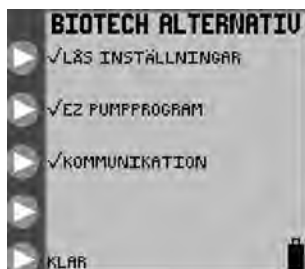 BIOTECH ALTERNATIV
√LÅS INSTÄLLNINGAR
√EZ PUMPPROGRAM
√KOMMUNIKATION
KLAR